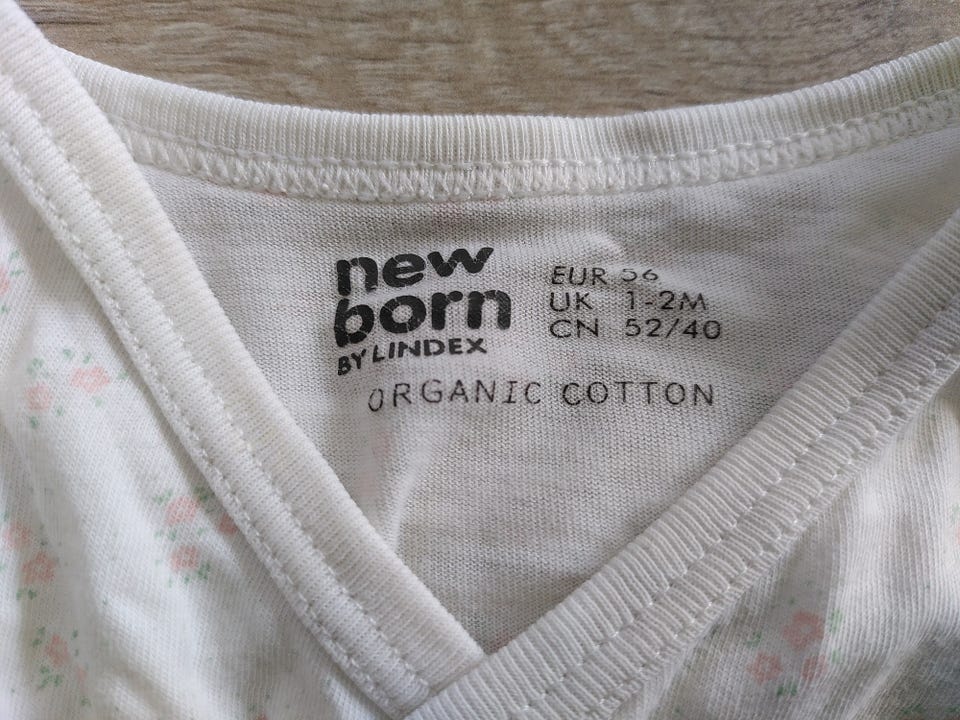 new
born
BY LINDEX
EUR 56
UK 1-2M
CN 52/40
ORGANIC COTTON